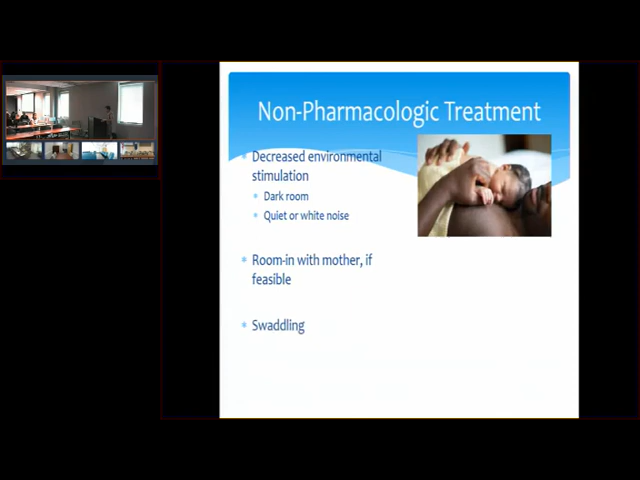 Non-Pharmacologic Treatment
Decreased environmental
stimulation
Dark room
Quiet or white noise
Room-in with mother, if
feasible
Swaddling